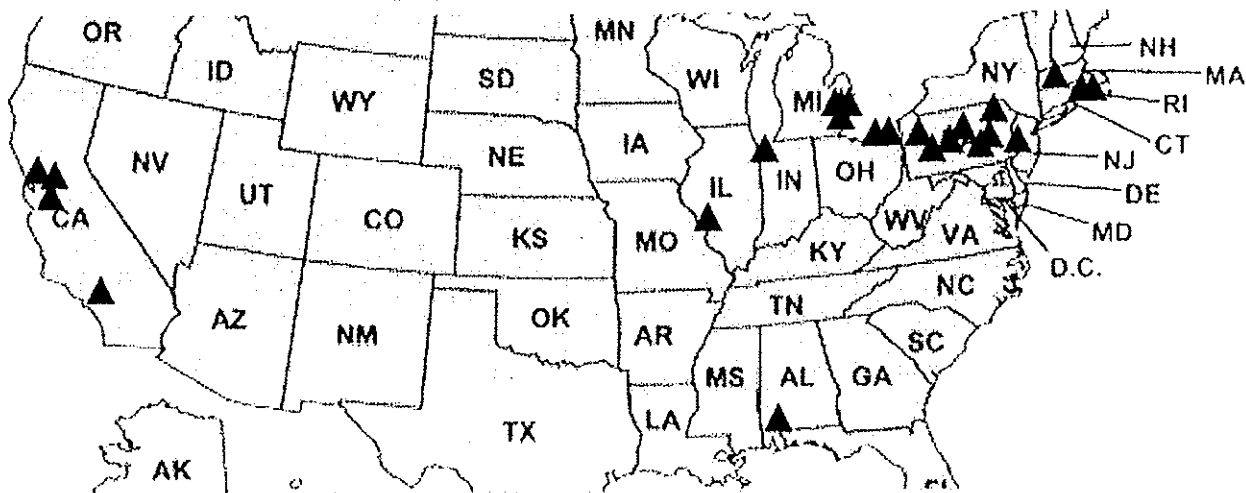 OR
MN
NH
ID
SD
WI
NY
MA
WY
MI
RI
CT
NV
NE
IA
NJ
UT
IL
IN
OH
DE
CA
CO
WV
MD
KS
MO
VA
KY
D.C.
NC
AZ
NM
OK
TN
AR
SC
MS
AL
GA
LA
TX
AK